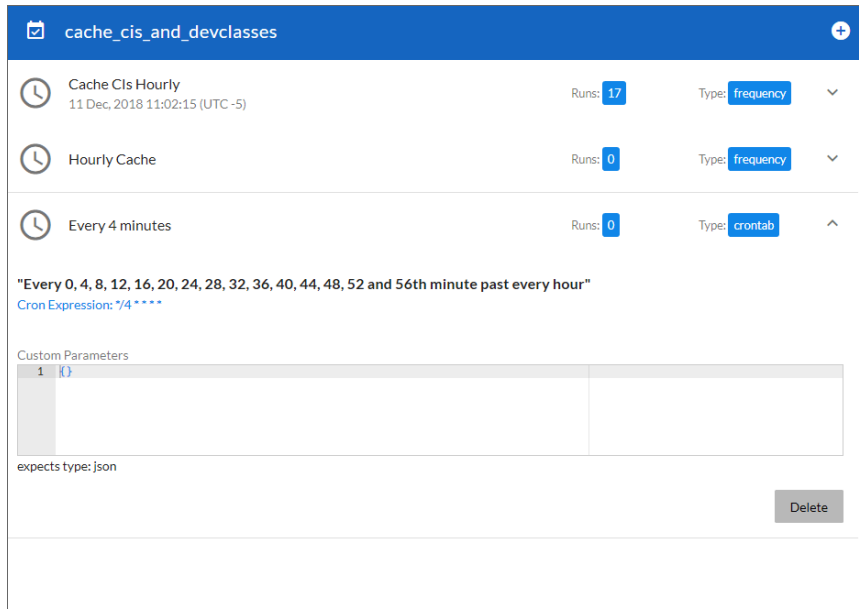 cache_cis_and_devclasses
Cache CIs Hourly
11 Dec, 2018 11:02:15 (UTC -5)
Runs: 17
Type: frequency
Hourly Cache
Runs: 0
Type: frequency
Every 4 minutes
Runs: 0
Type: crontab
"Every 0, 4, 8, 12, 16, 20, 24, 28, 32, 36, 40, 44, 48, 52 and 56th minute past every hour"
Cron Expression: */4 * * * *
Custom Parameters
1 {}
expects type: json
Delete